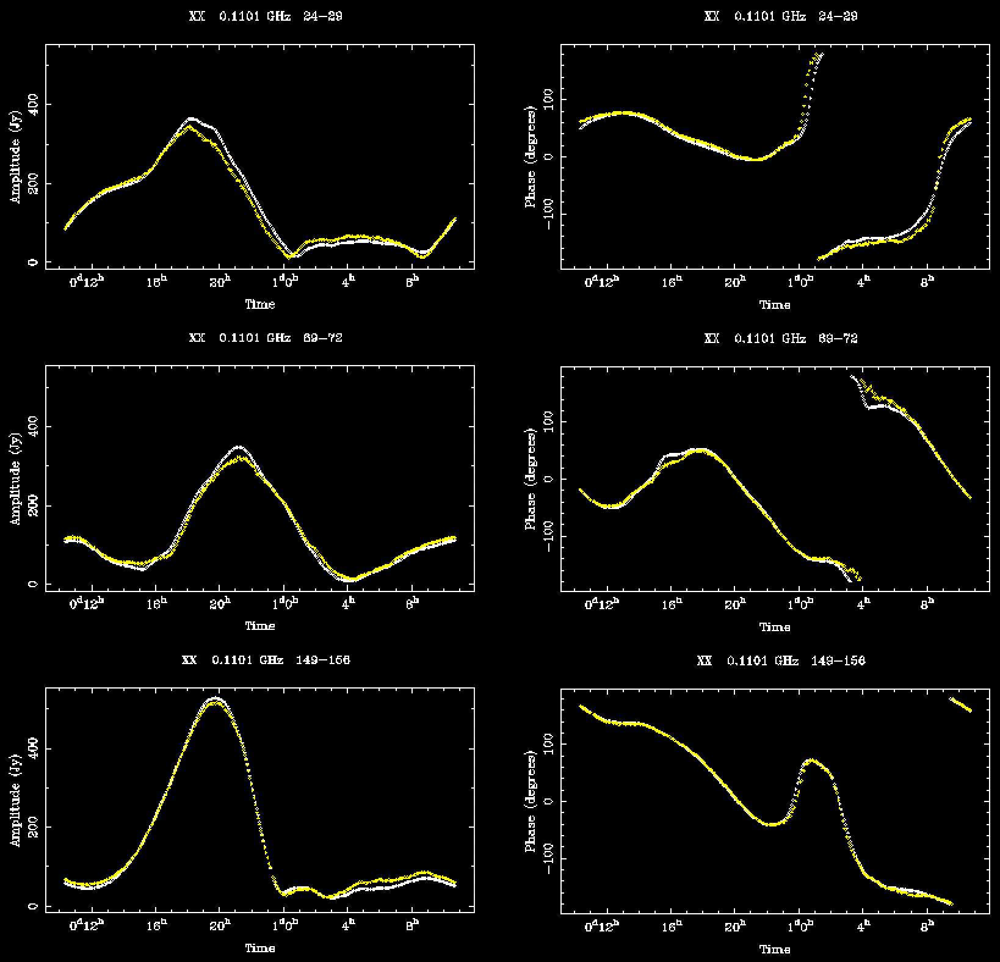 XX 0.1101 GHz 24-29
XX 0.1101 GHz 24-29
Amplitude (Jy)
0 200 400
0ᵈ12ʰ 16ʰ 20ʰ 1ᵈ0ʰ 4ʰ 8ʰ
Time
Phase (degrees)
-100 0 100
0ᵈ12ʰ 16ʰ 20ʰ 1ᵈ0ʰ 4ʰ 8ʰ
Time
XX 0.1101 GHz 69-72
XX 0.1101 GHz 69-72
Amplitude (Jy)
0 200 400
0ᵈ12ʰ 16ʰ 20ʰ 1ᵈ0ʰ 4ʰ 8ʰ
Time
Phase (degrees)
-100 0 100
0ᵈ12ʰ 16ʰ 20ʰ 1ᵈ0ʰ 4ʰ 8ʰ
Time
XX 0.1101 GHz 149-156
XX 0.1101 GHz 149-156
Amplitude (Jy)
0 200 400
0ᵈ12ʰ 16ʰ 20ʰ 1ᵈ0ʰ 4ʰ 8ʰ
Time
Phase (degrees)
-100 0 100
0ᵈ12ʰ 16ʰ 20ʰ 1ᵈ0ʰ 4ʰ 8ʰ
Time